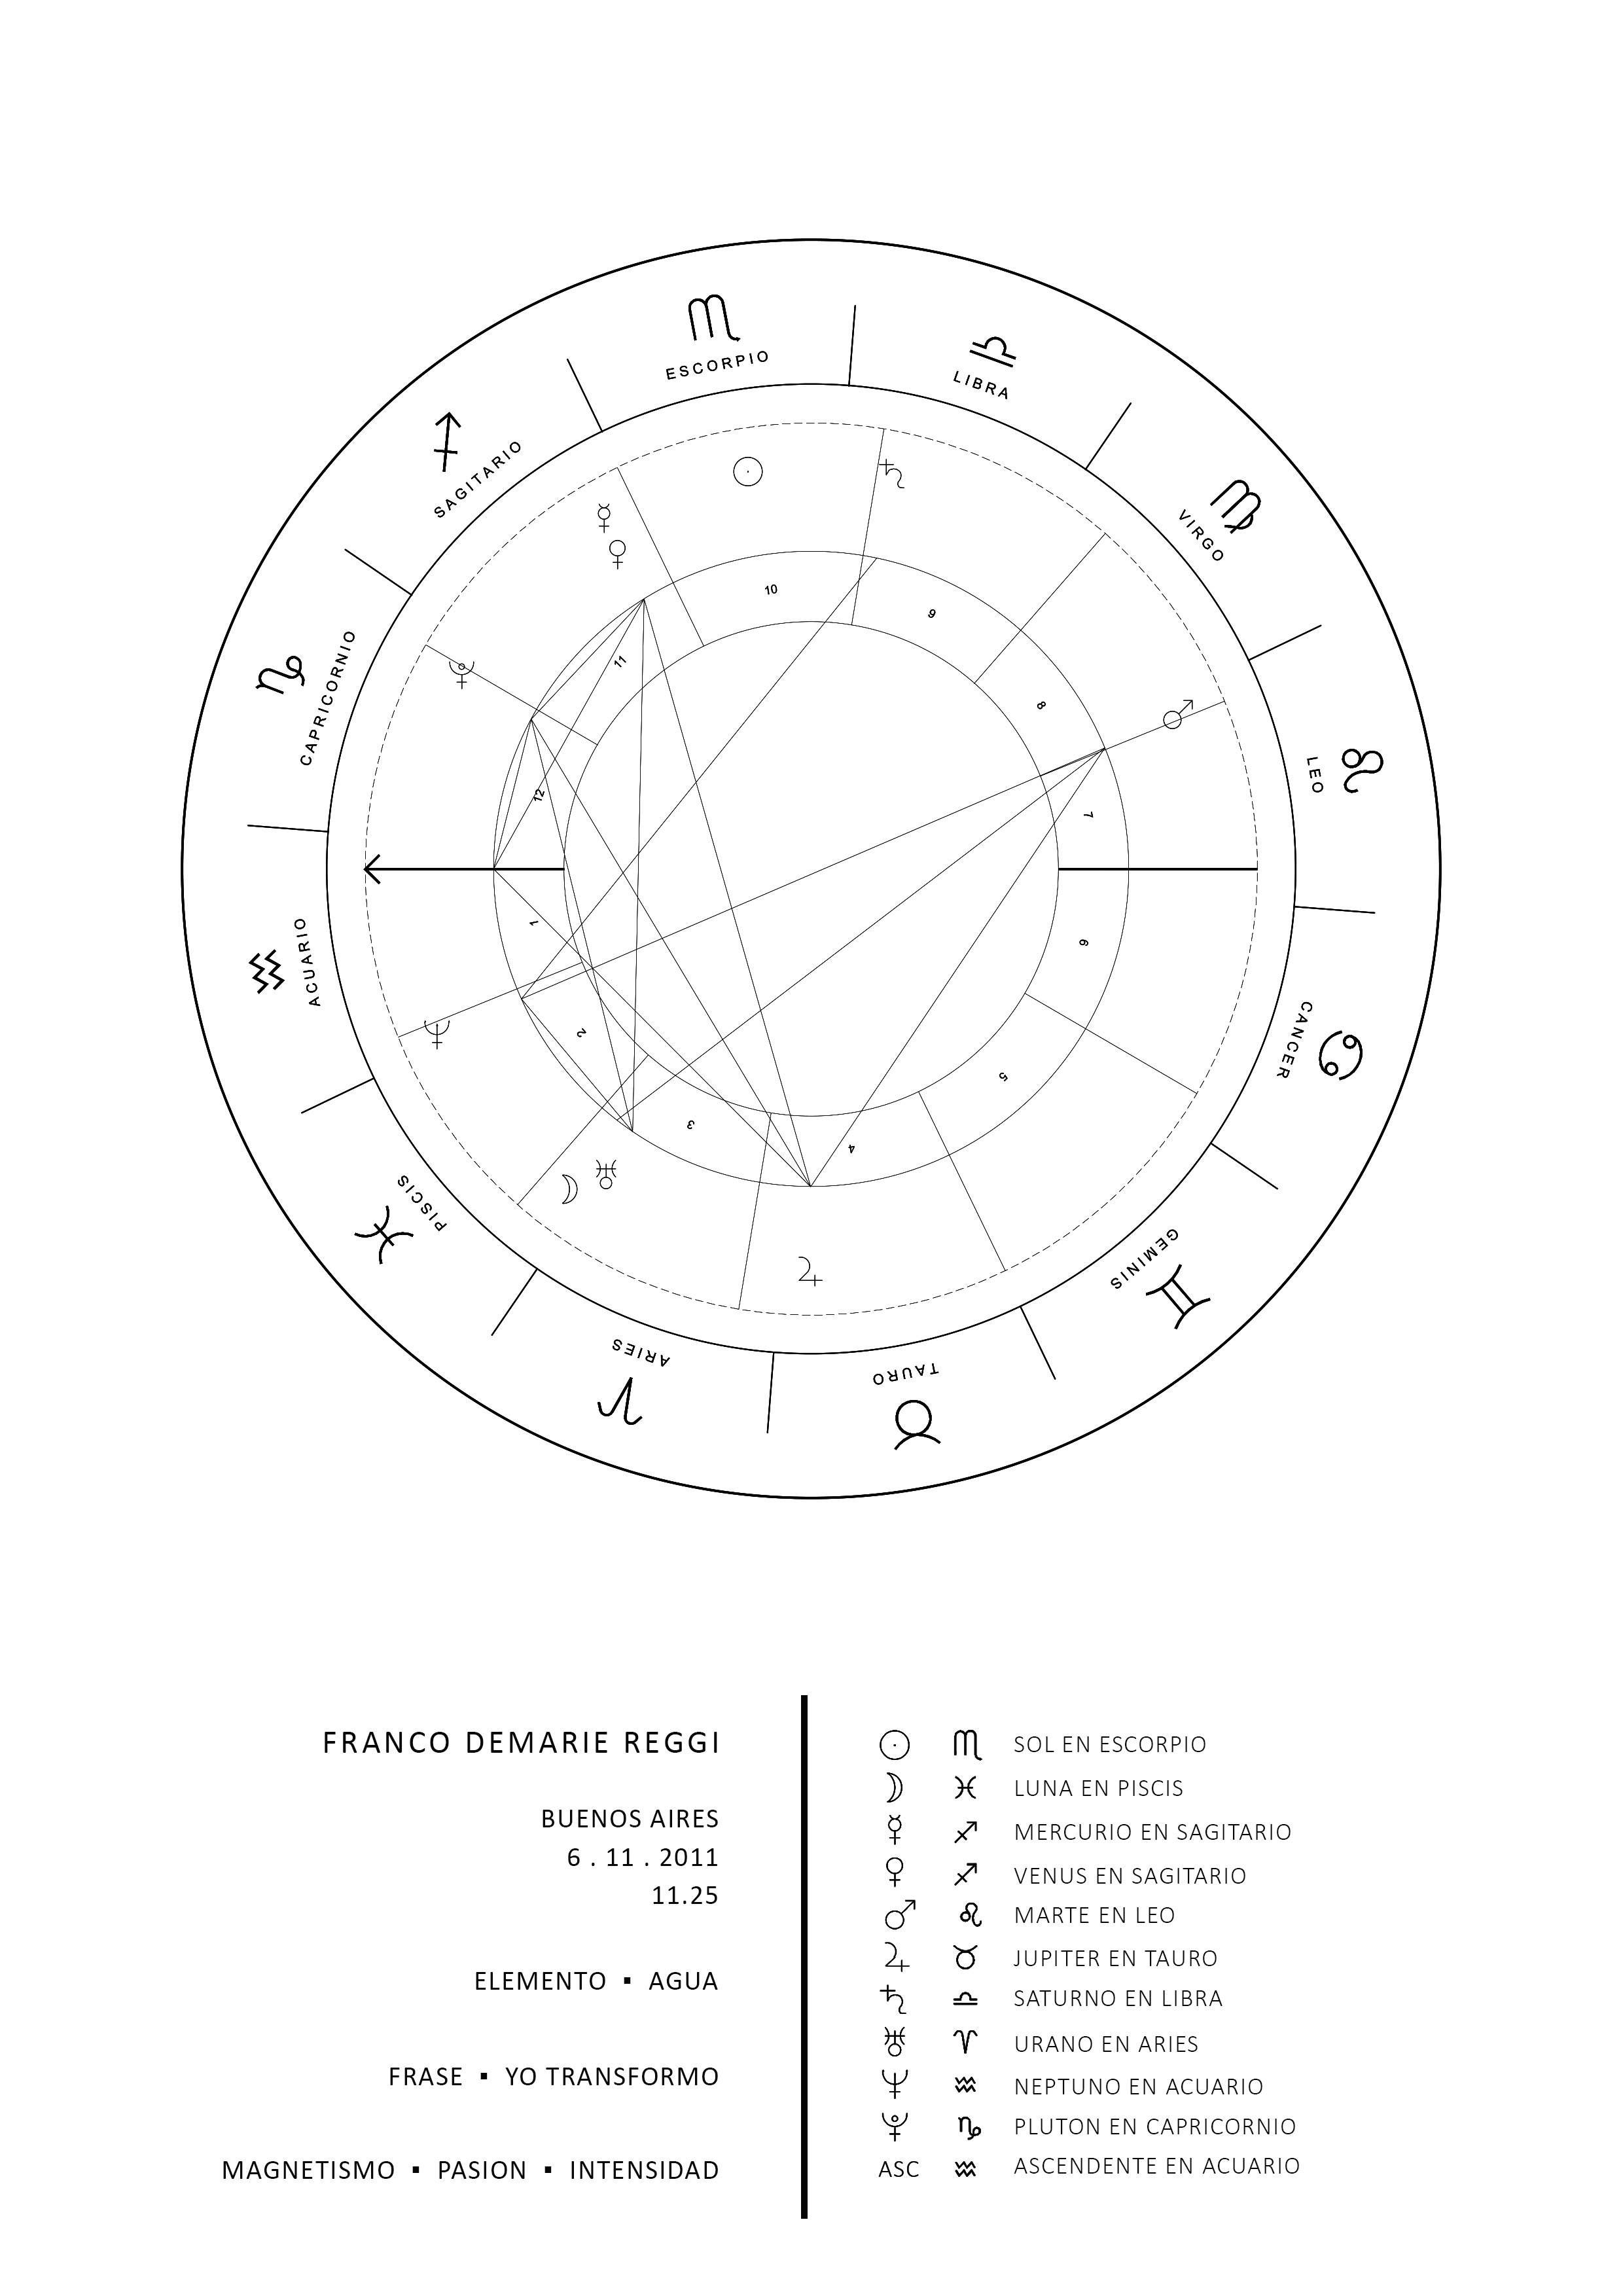 ESCORPIO
LIBRA
VIRGO
LEO
CANCER
GEMINIS
TAURO
ARIES
PISCIS
ACUARIO
CAPRICORNIO
SAGITARIO
10
9
8
7
6
5
4
3
2
1
12
11
FRANCO DEMARIE REGGI
BUENOS AIRES
6 . 11 . 2011
11.25
ELEMENTO ▪ AGUA
FRASE ▪ YO TRANSFORMO
MAGNETISMO ▪ PASION ▪ INTENSIDAD
☉ ♏ SOL EN ESCORPIO
☽ ♓ LUNA EN PISCIS
☿ ♐ MERCURIO EN SAGITARIO
♀ ♐ VENUS EN SAGITARIO
♂ ♌ MARTE EN LEO
♃ ♉ JUPITER EN TAURO
♄ ♎ SATURNO EN LIBRA
♅ ♈ URANO EN ARIES
♆ ♒ NEPTUNO EN ACUARIO
♇ ♑ PLUTON EN CAPRICORNIO
ASC ♒ ASCENDENTE EN ACUARIO